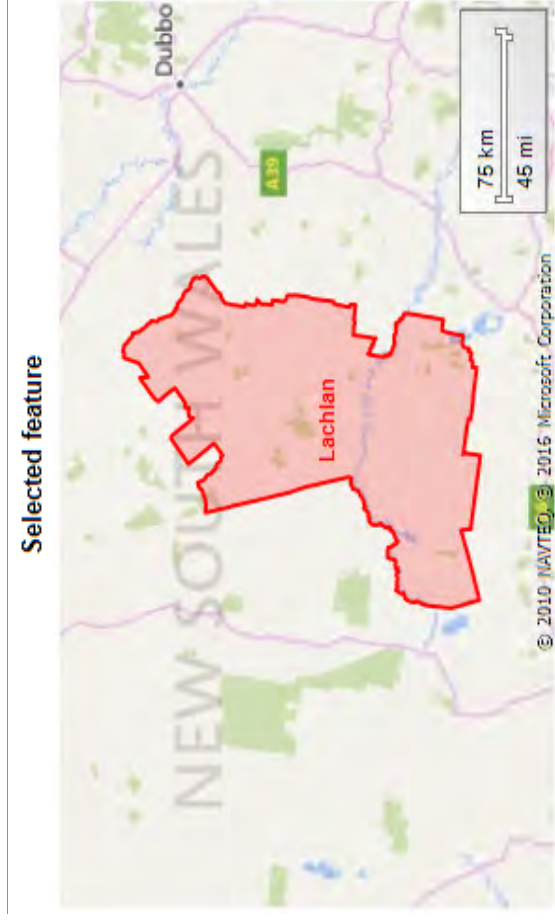 Selected feature
Dubbo
NEW SOUTH WALES
A39
Lachlan
75 km
45 mi
© 2010 NAVTEQ, © 2016 Microsoft Corporation